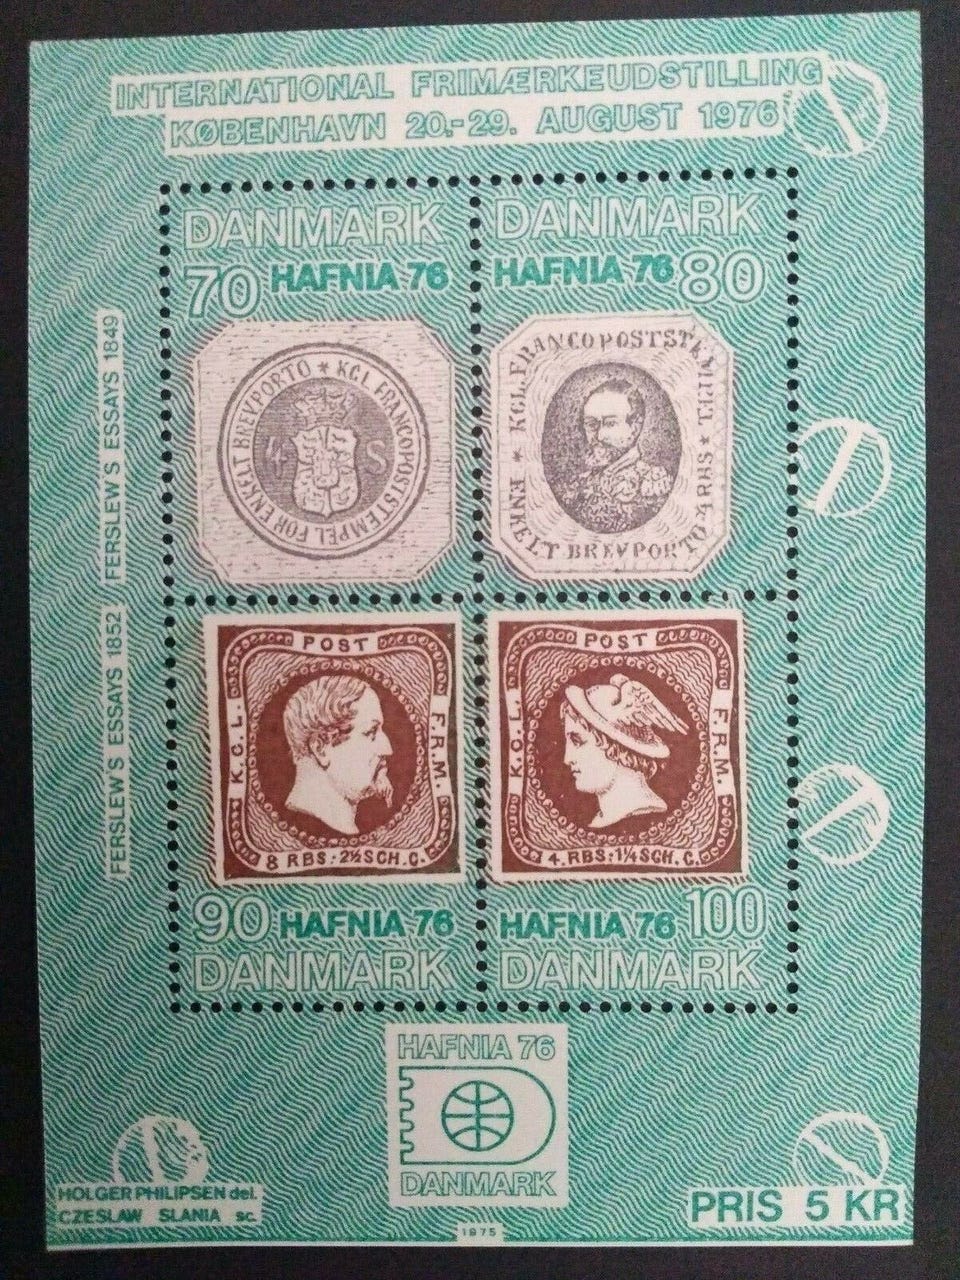 INTERNATIONAL FRIMÆRKEUDSTILLING
KØBENHAVN 20.-29. AUGUST 1976
DANMARK
70 HAFNIA 76
DANMARK
HAFNIA 76 80
KGL FRANCOPOSTSTEMPEL FOR ENKELT BREVPORTO *
4 S
* KGL. FRANCOPOSTSTEMPEL
* 4 RBS
ENKELT BREVPORTO
FERSLEW'S ESSAYS 1849
FERSLEW'S ESSAYS 1852
POST
K.G.L.
F.R.M.
8 RBS: 2½ SCH. C.
POST
K.G.L.
F.R.M.
4. RBS: 1¼ SCH. C.
90 HAFNIA 76
DANMARK
HAFNIA 76 100
DANMARK
HAFNIA 76
DANMARK
HOLGER PHILIPSEN del.
CZESLAW SLANIA sc.
1975
PRIS 5 KR